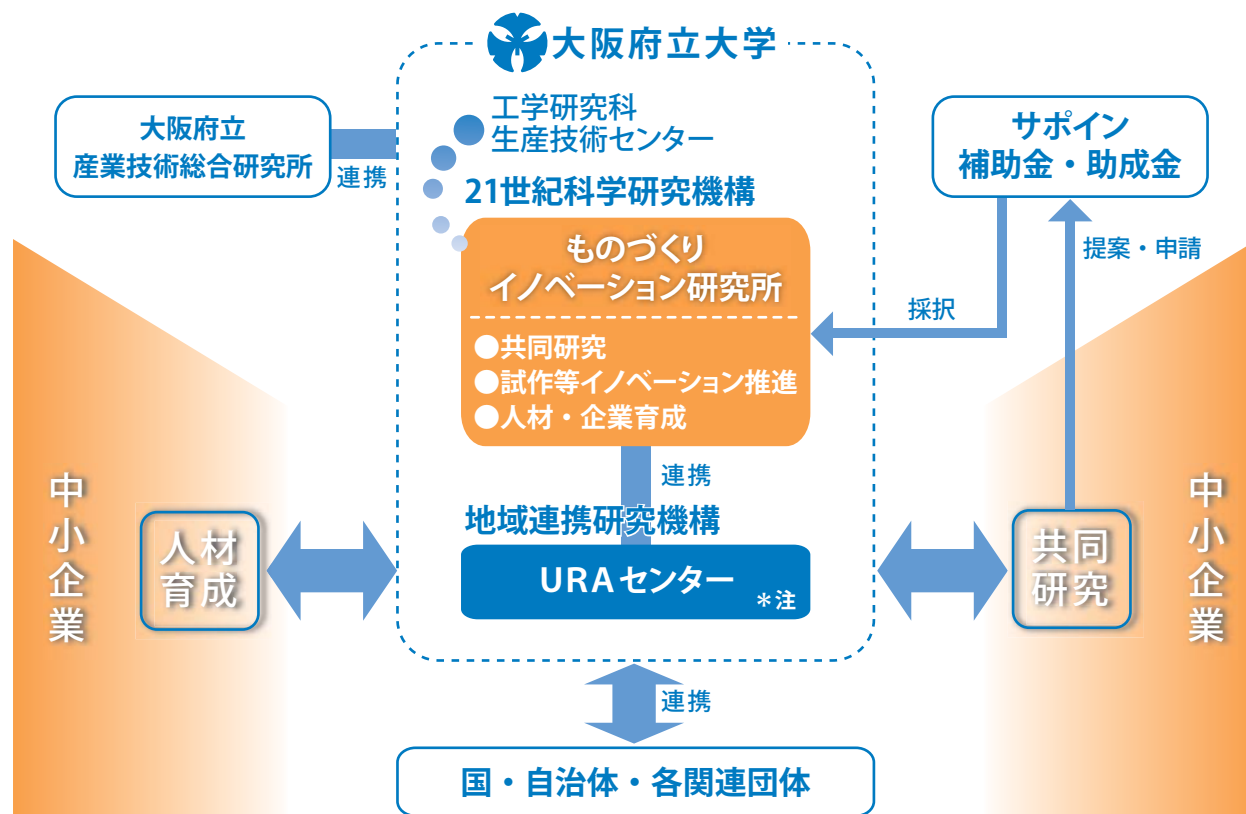 大阪府立大学
大阪府立
産業技術総合研究所
連携
工学研究科
生産技術センター
21世紀科学研究機構
ものづくり
イノベーション研究所
●共同研究
●試作等イノベーション推進
●人材・企業育成
連携
地域連携研究機構
URAセンター
＊注
サポイン
補助金・助成金
提案・申請
採択
中小企業
人材
育成
共同
研究
中小企業
連携
国・自治体・各関連団体